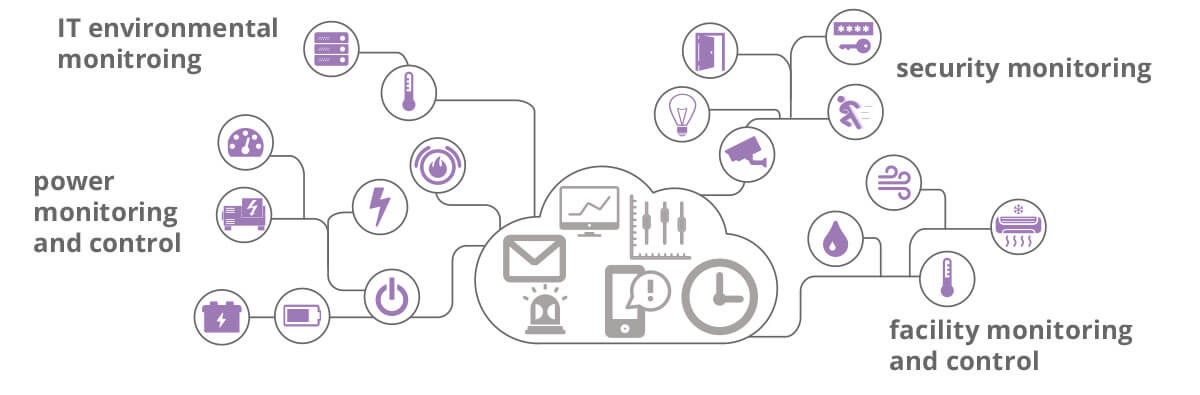 IT environmental
monitroing
security monitoring
power
monitoring
and control
facility monitoring
and control